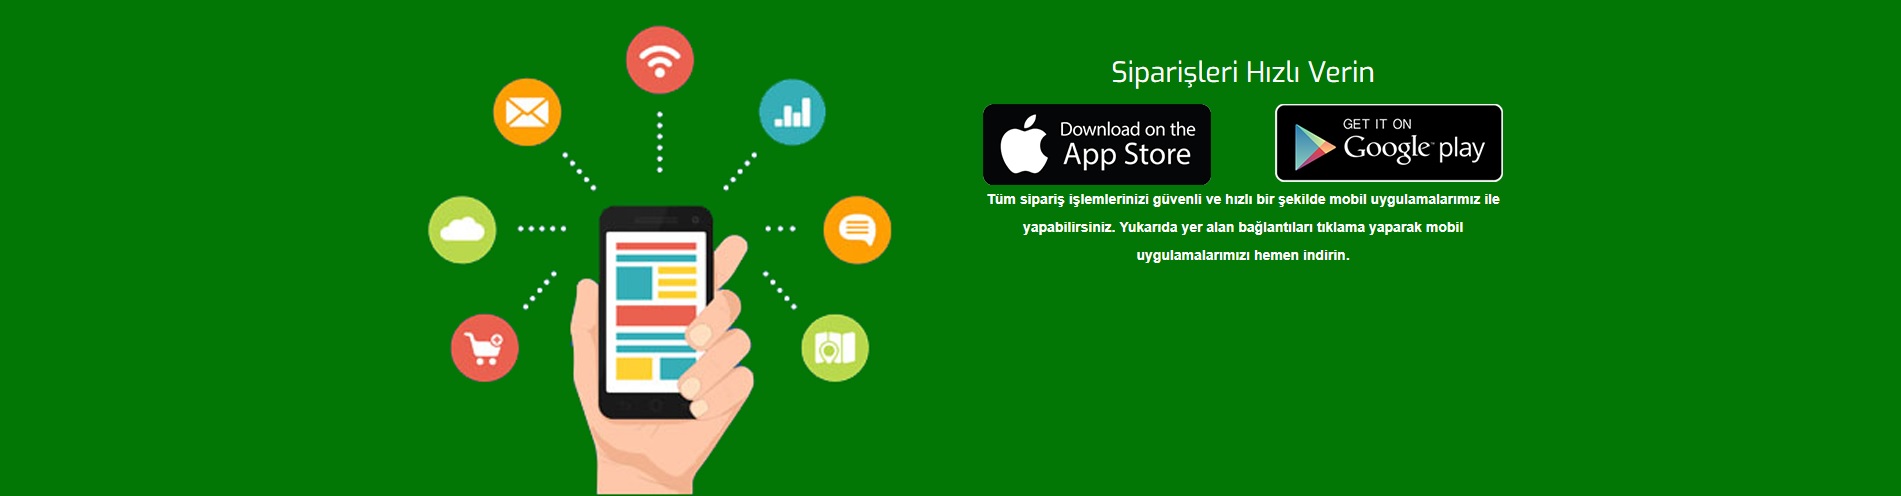 Siparişleri Hızlı Verin
Download on the
App Store
GET IT ON
Google play
Tüm sipariş işlemlerinizi güvenli ve hızlı bir şekilde mobil uygulamalarımız ile
yapabilirsiniz. Yukarıda yer alan bağlantıları tıklama yaparak mobil
uygulamalarımızı hemen indirin.